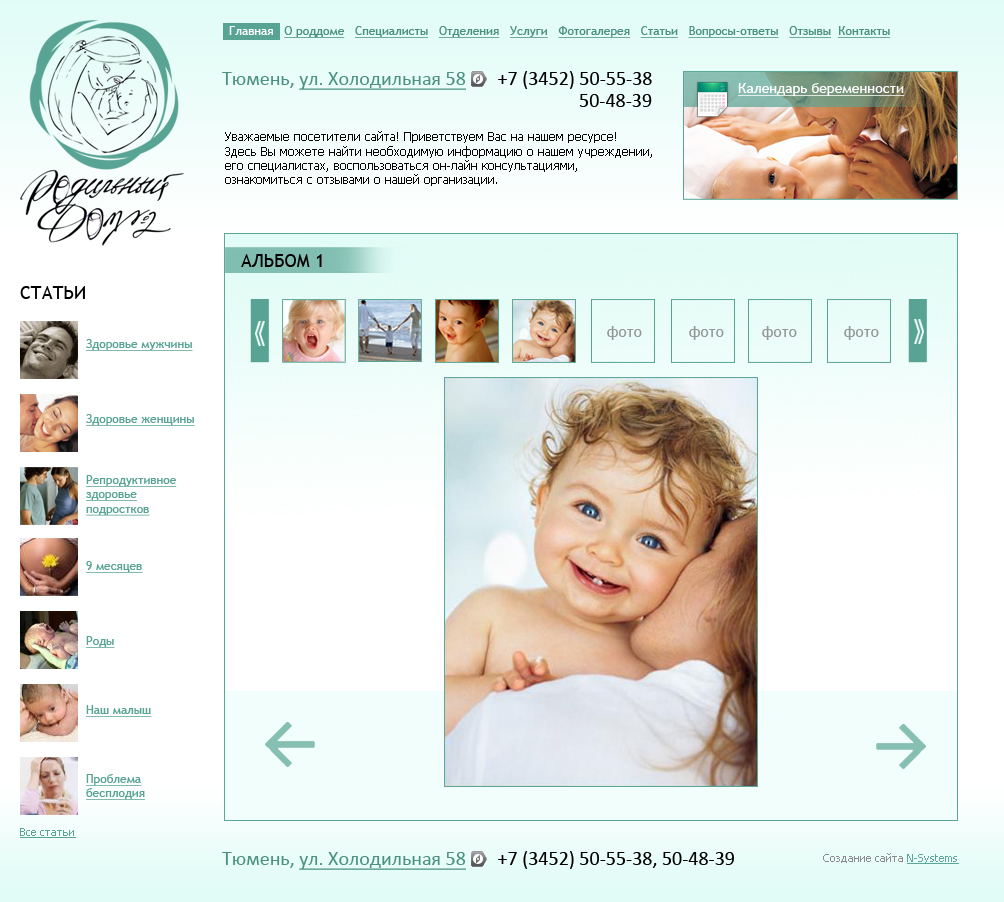 Главная О роддоме Специалисты Отделения Услуги Фотогалерея Статьи Вопросы-ответы Отзывы Контакты
Тюмень, ул. Холодильная 58 +7 (3452) 50-55-38
50-48-39
Календарь беременности
Уважаемые посетители сайта! Приветствуем Вас на нашем ресурсе!
Здесь Вы можете найти необходимую информацию о нашем учреждении,
его специалистах, воспользоваться он-лайн консультациями,
ознакомиться с отзывами о нашей организации.
Родильный
Дом №2
СТАТЬИ
Здоровье мужчины
Здоровье женщины
Репродуктивное
здоровье
подростков
9 месяцев
Роды
Наш малыш
Проблема
бесплодия
Все статьи
АЛЬБОМ 1
фото фото фото фото
Тюмень, ул. Холодильная 58 +7 (3452) 50-55-38, 50-48-39
Создание сайта N-Systems